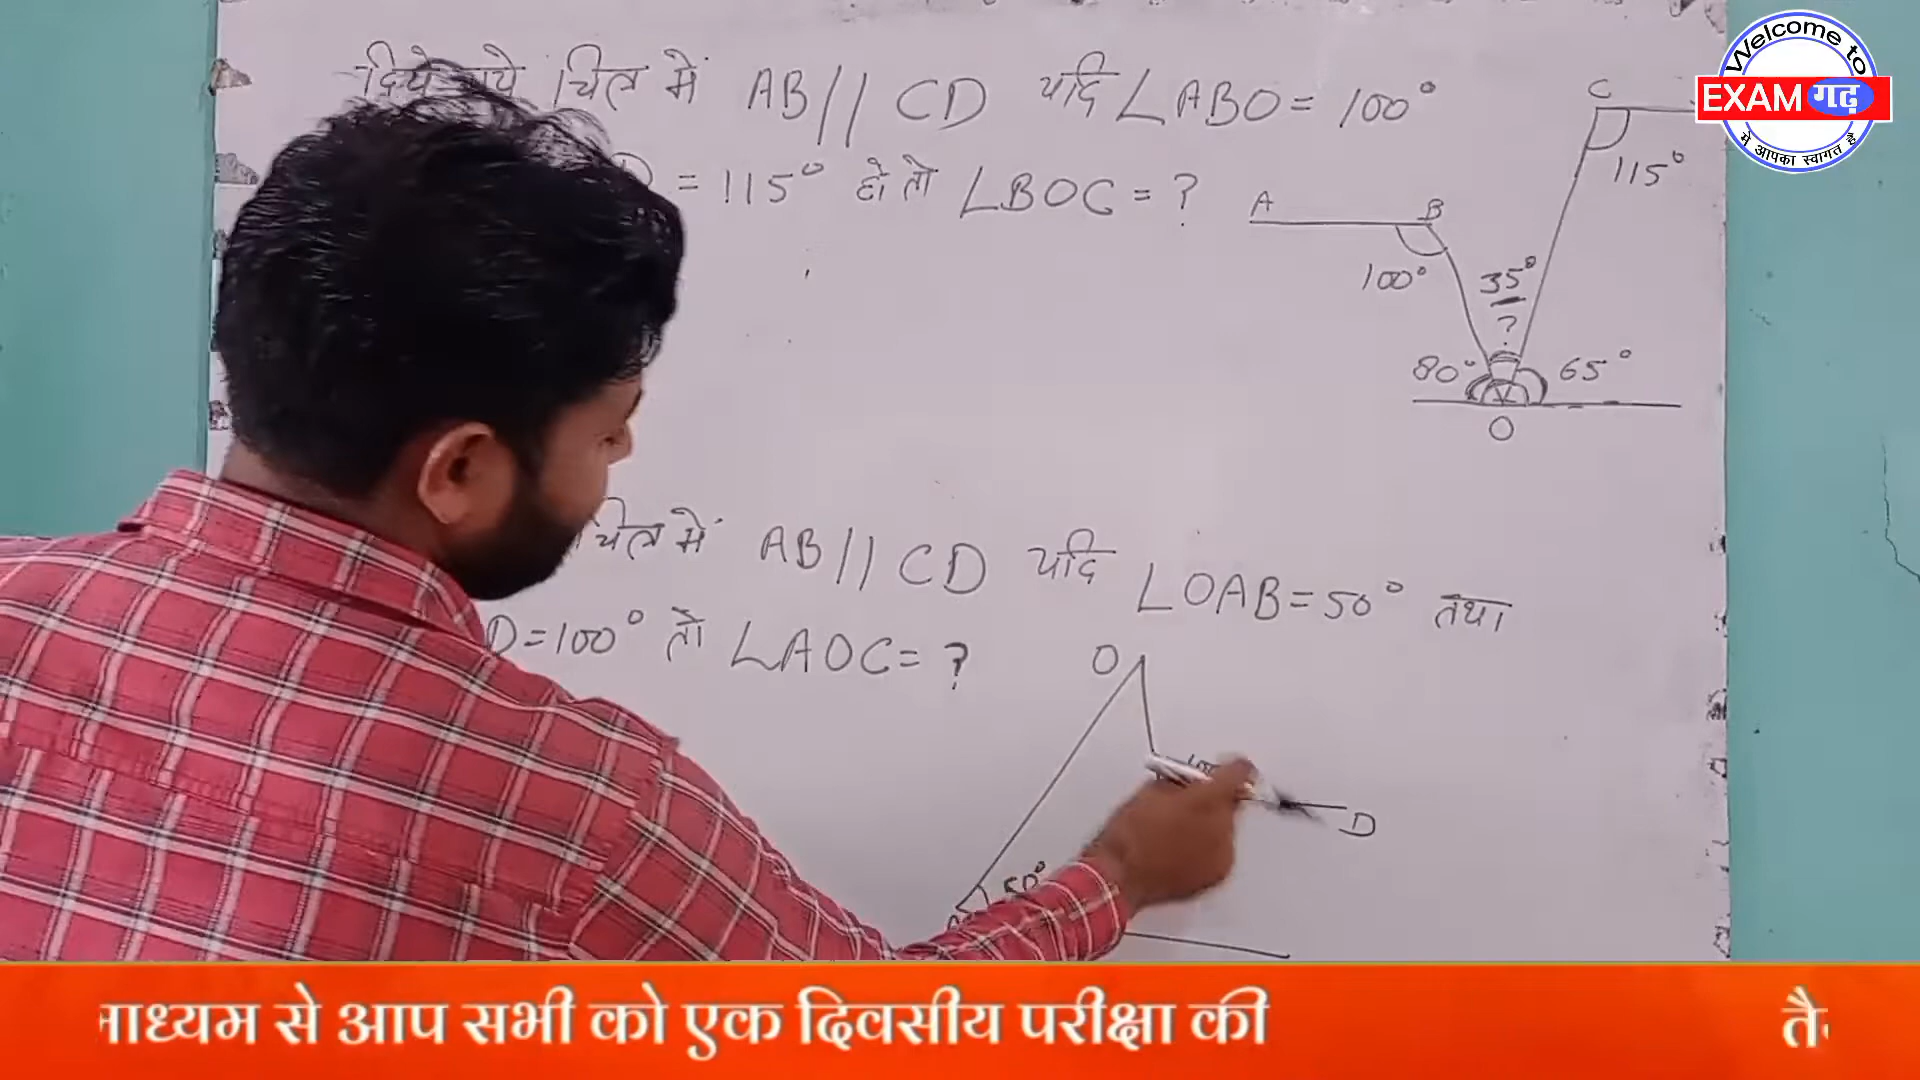 चित्र में AB // CD यदि ∠ABO = 100°
= 115° हो तो ∠BOC = ?
C
115°
A B
100° 35°
?
80° 65°
O
चित्र में AB // CD यदि ∠OAB = 50° तथा
D = 100° तो ∠AOC = ?
O
D
50°
Welcome to
EXAM गढ़
में आपका स्वागत है
माध्यम से आप सभी को एक दिवसीय परीक्षा की